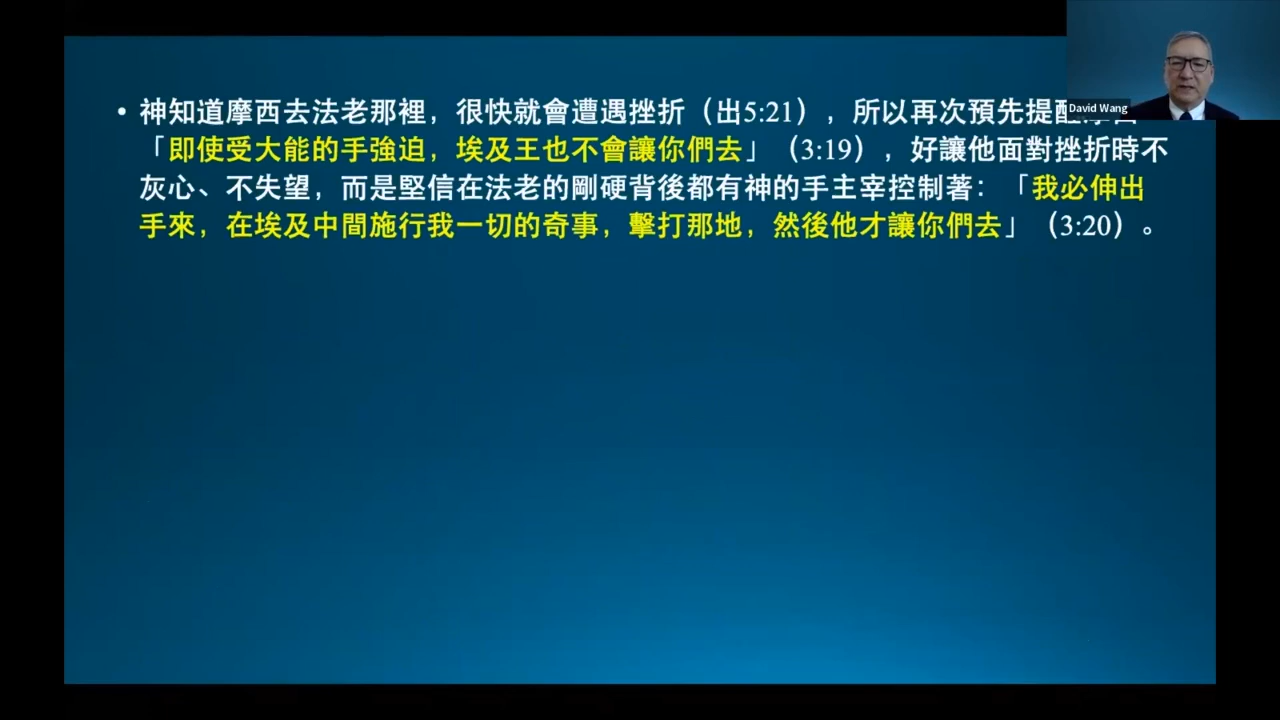 David Wang
• 神知道摩西去法老那裡，很快就會遭遇挫折（出5:21），所以再次預先提
「即使受大能的手強迫，埃及王也不會讓你們去」（3:19），好讓他面對挫折時不
灰心、不失望，而是堅信在法老的剛硬背後都有神的手主宰控制著：「我必伸出
手來，在埃及中間施行我一切的奇事，擊打那地，然後他才讓你們去」（3:20）。